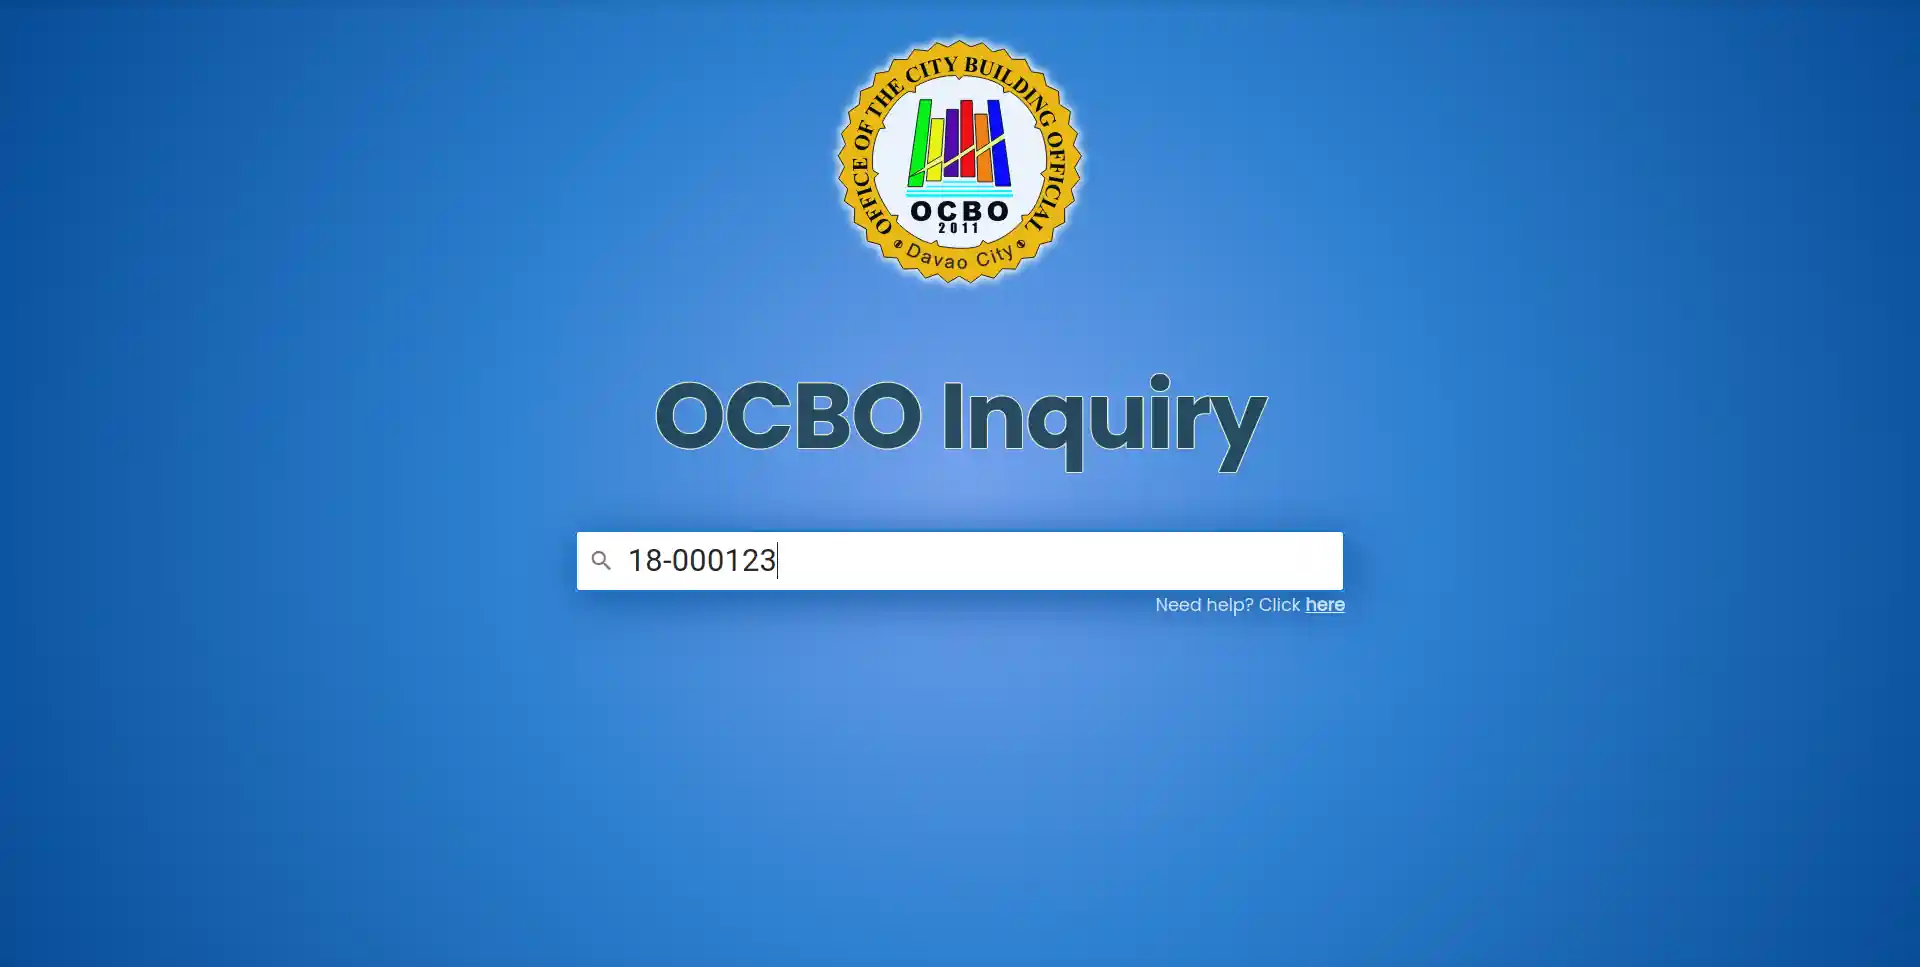 OFFICE OF THE CITY BUILDING OFFICIAL
OCBO
2011
Davao City
OCBO Inquiry
18-000123
Need help? Click here